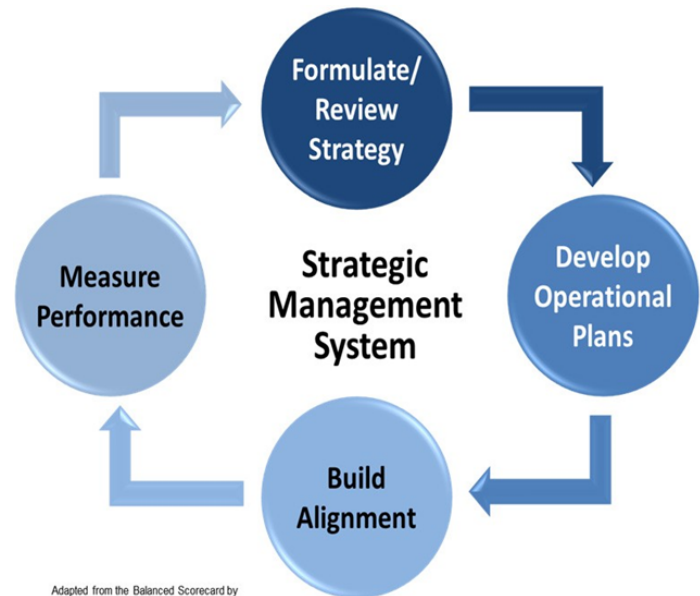 Formulate/
Review
Strategy
Develop
Operational
Plans
Strategic
Management
System
Measure
Performance
Build
Alignment
Adapted from the Balanced Scorecard by